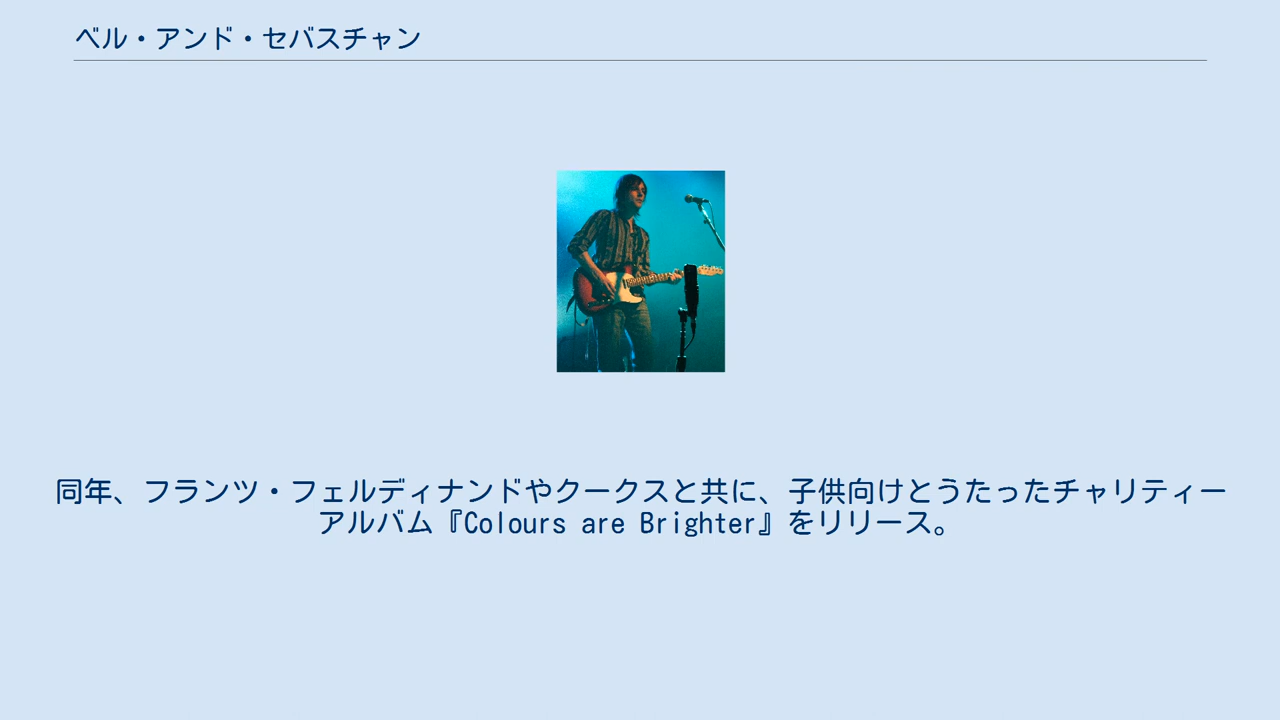 ベル・アンド・セバスチャン
同年、フランツ・フェルディナンドやクークスと共に、子供向けとうたったチャリティー
アルバム『Colours are Brighter』をリリース。